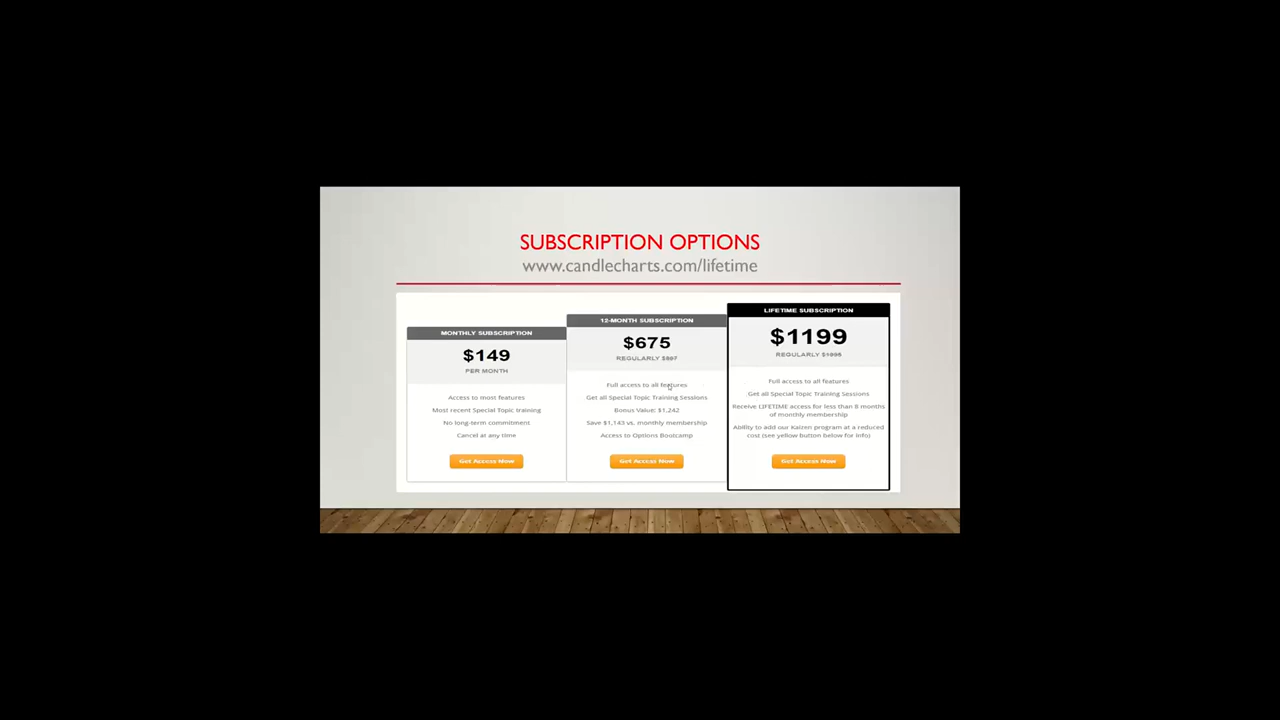 SUBSCRIPTION OPTIONS
www.candlecharts.com/lifetime
MONTHLY SUBSCRIPTION
$149
PER MONTH
Access to most features
Most recent Special Topic training
No long-term commitment
Cancel at any time
Get Access Now
12-MONTH SUBSCRIPTION
$675
REGULARLY
Full access to all features
Get all Special Topic Training Sessions
Bonus Value: $1,242
Save $1,143 vs. monthly membership
Access to Options Bootcamp
Get Access Now
LIFETIME SUBSCRIPTION
$1199
REGULARLY
Full access to all features
Get all Special Topic Training Sessions
Receive LIFETIME access for less than 8 months
of monthly membership
Ability to add our Kaizen program at a reduced
cost (see yellow button below for info)
Get Access Now